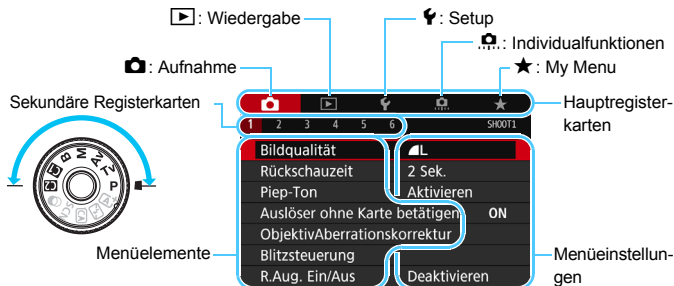 : Wiedergabe
: Setup
: Individualfunktionen
: Aufnahme
: My Menu
Sekundäre Registerkarten
Hauptregister-
karten
1 2 3 4 5 6 SHOOT1
Bildqualität L
Rückschauzeit 2 Sek.
Piep-Ton Aktivieren
Auslöser ohne Karte betätigen ON
ObjektivAberrationskorrektur
Blitzsteuerung
R.Aug. Ein/Aus Deaktivieren
B M Av Tv P
Menüelemente
Menüeinstellun-
gen